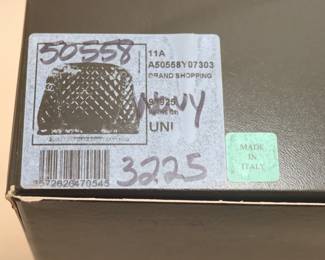 50558
11A
A50558Y07303
GRAND SHOPPING
Navy
UNI
3225
MADE
IN
ITALY